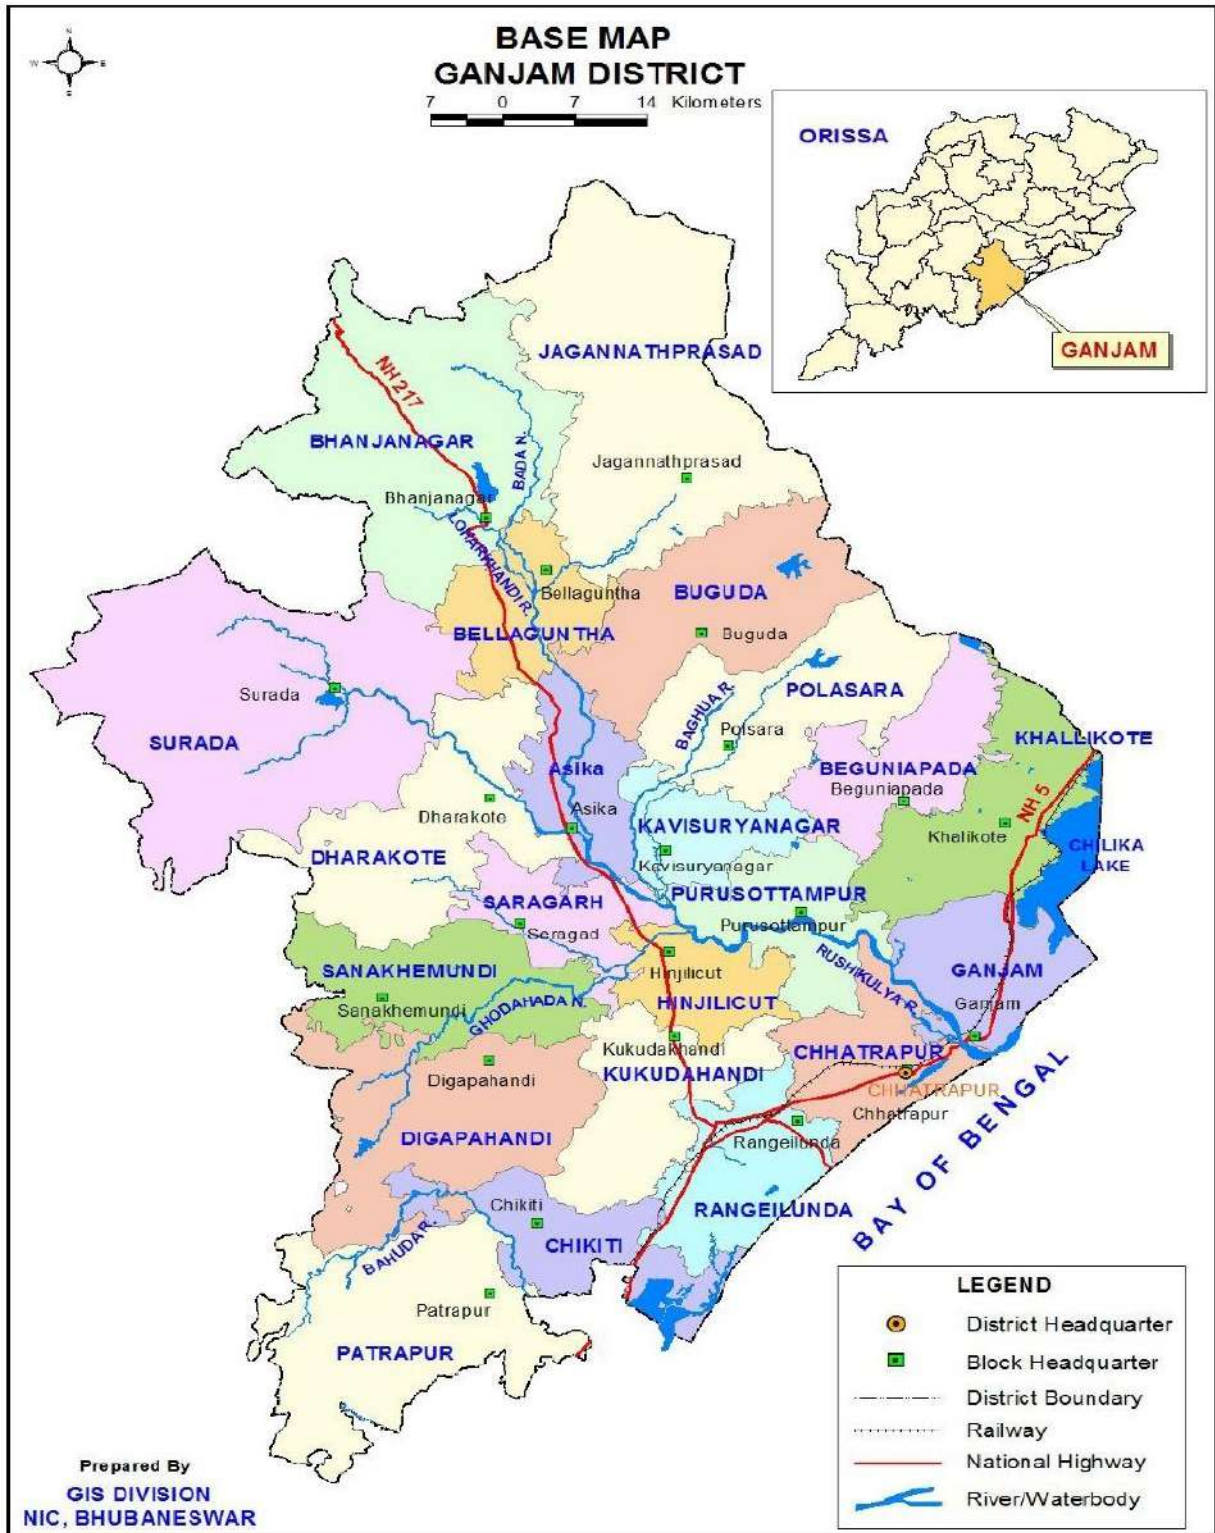 BASE MAP
GANJAM DISTRICT
7 0 7 14 Kilometers
N
W E
S
ORISSA
GANJAM
JAGANNATHPRASAD
NH 217
BHANJANAGAR
BADA N.
Jagannathprasad
Bhanjanagar
LOHARKHANDI R.
Bellaguntha
BUGUDA
BELLAGUNTHA
Buguda
Surada
POLASARA
BAGHUA R.
Polsara
SURADA
KHALLIKOTE
Asika
BEGUNIAPADA
Beguniapada
NH 5
Dharakote
Asika
KAVISURYANAGAR
Khalikote
CHILIKA
LAKE
DHARAKOTE
Kavisuryanagar
SARAGARH
PURUSOTTAMPUR
Purusottampur
Seragad
RUSHIKULYA R.
SANAKHEMUNDI
Hinjilicut
GANJAM
Sanakhemundi
GHODAHADA N.
HINJILICUT
Ganjam
Kukudakhandi
CHHATRAPUR
KUKUDAHANDI
Digapahandi
CHHATRAPUR
Chhatrapur
DIGAPAHANDI
Rangeilunda
BAY OF BENGAL
Chikiti
RANGEILUNDA
BAHUDA R.
CHIKITI
Patrapur
PATRAPUR
LEGEND
District Headquarter
Block Headquarter
District Boundary
Railway
National Highway
River/Waterbody
Prepared By
GIS DIVISION
NIC, BHUBANESWAR